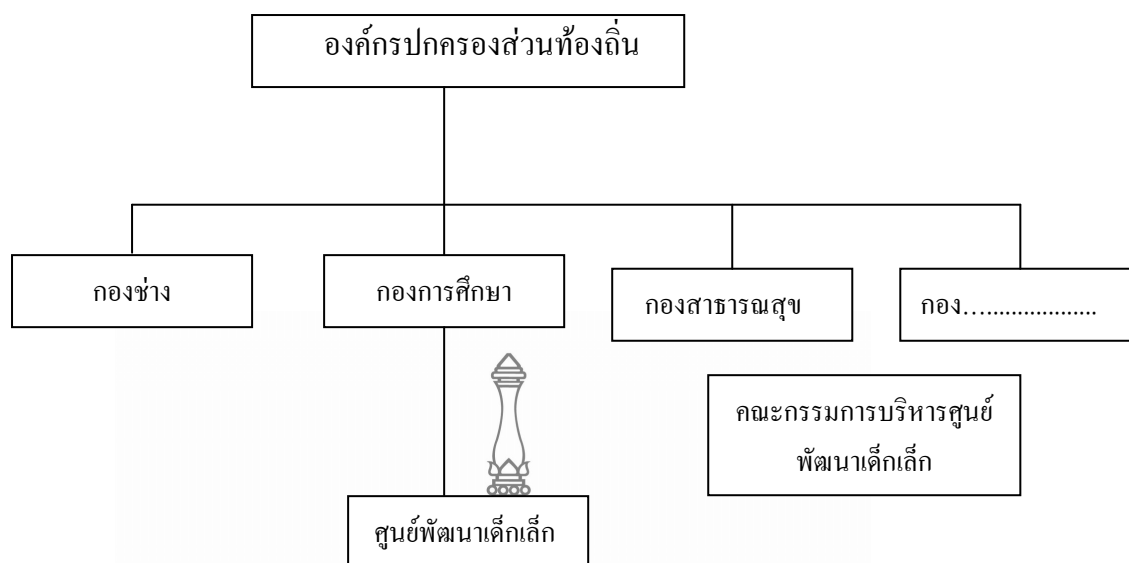 องค์กรปกครองส่วนท้องถิ่น
กองช่าง
กองการศึกษา
กองสาธารณสุข
กอง.....................
คณะกรรมการบริหารศูนย์
พัฒนาเด็กเล็ก
ศูนย์พัฒนาเด็กเล็ก